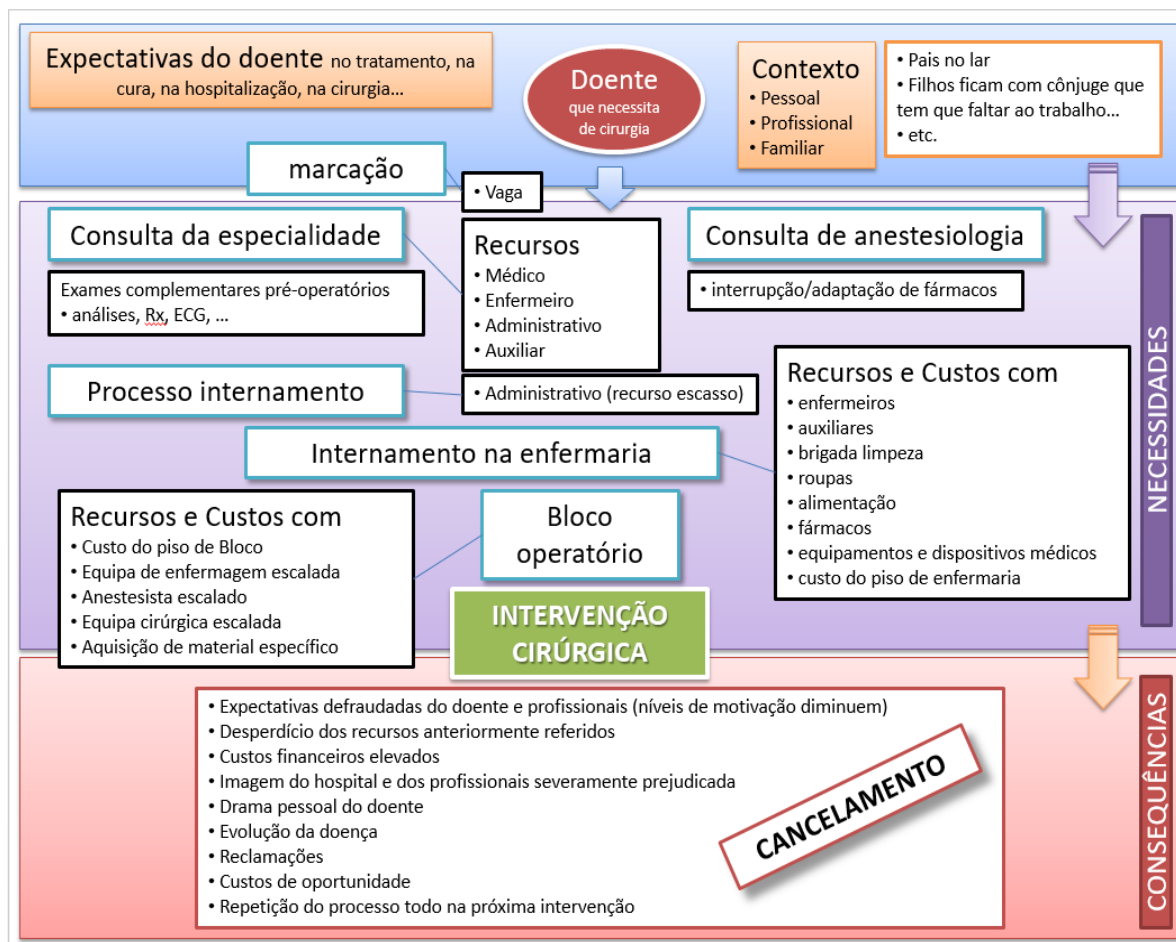 Expectativas do doente no tratamento, na
cura, na hospitalização, na cirurgia…
Doente
que necessita
de cirurgia
Contexto
• Pessoal
• Profissional
• Familiar
• Pais no lar
• Filhos ficam com cônjuge que
tem que faltar ao trabalho…
• etc.
marcação
• Vaga
Consulta da especialidade
Exames complementares pré-operatórios
• análises, Rx, ECG, …
Recursos
• Médico
• Enfermeiro
• Administrativo
• Auxiliar
Consulta de anestesiologia
• interrupção/adaptação de fármacos
NECESSIDADES
Processo internamento
• Administrativo (recurso escasso)
Internamento na enfermaria
Recursos e Custos com
• enfermeiros
• auxiliares
• brigada limpeza
• roupas
• alimentação
• fármacos
• equipamentos e dispositivos médicos
• custo do piso de enfermaria
Recursos e Custos com
• Custo do piso de Bloco
• Equipa de enfermagem escalada
• Anestesista escalado
• Equipa cirúrgica escalada
• Aquisição de material específico
Bloco
operatório
INTERVENÇÃO
CIRÚRGICA
• Expectativas defraudadas do doente e profissionais (níveis de motivação diminuem)
• Desperdício dos recursos anteriormente referidos
• Custos financeiros elevados
• Imagem do hospital e dos profissionais severamente prejudicada
• Drama pessoal do doente
• Evolução da doença
• Reclamações
• Custos de oportunidade
• Repetição do processo todo na próxima intervenção
CANCELAMENTO
CONSEQUÊNCIAS